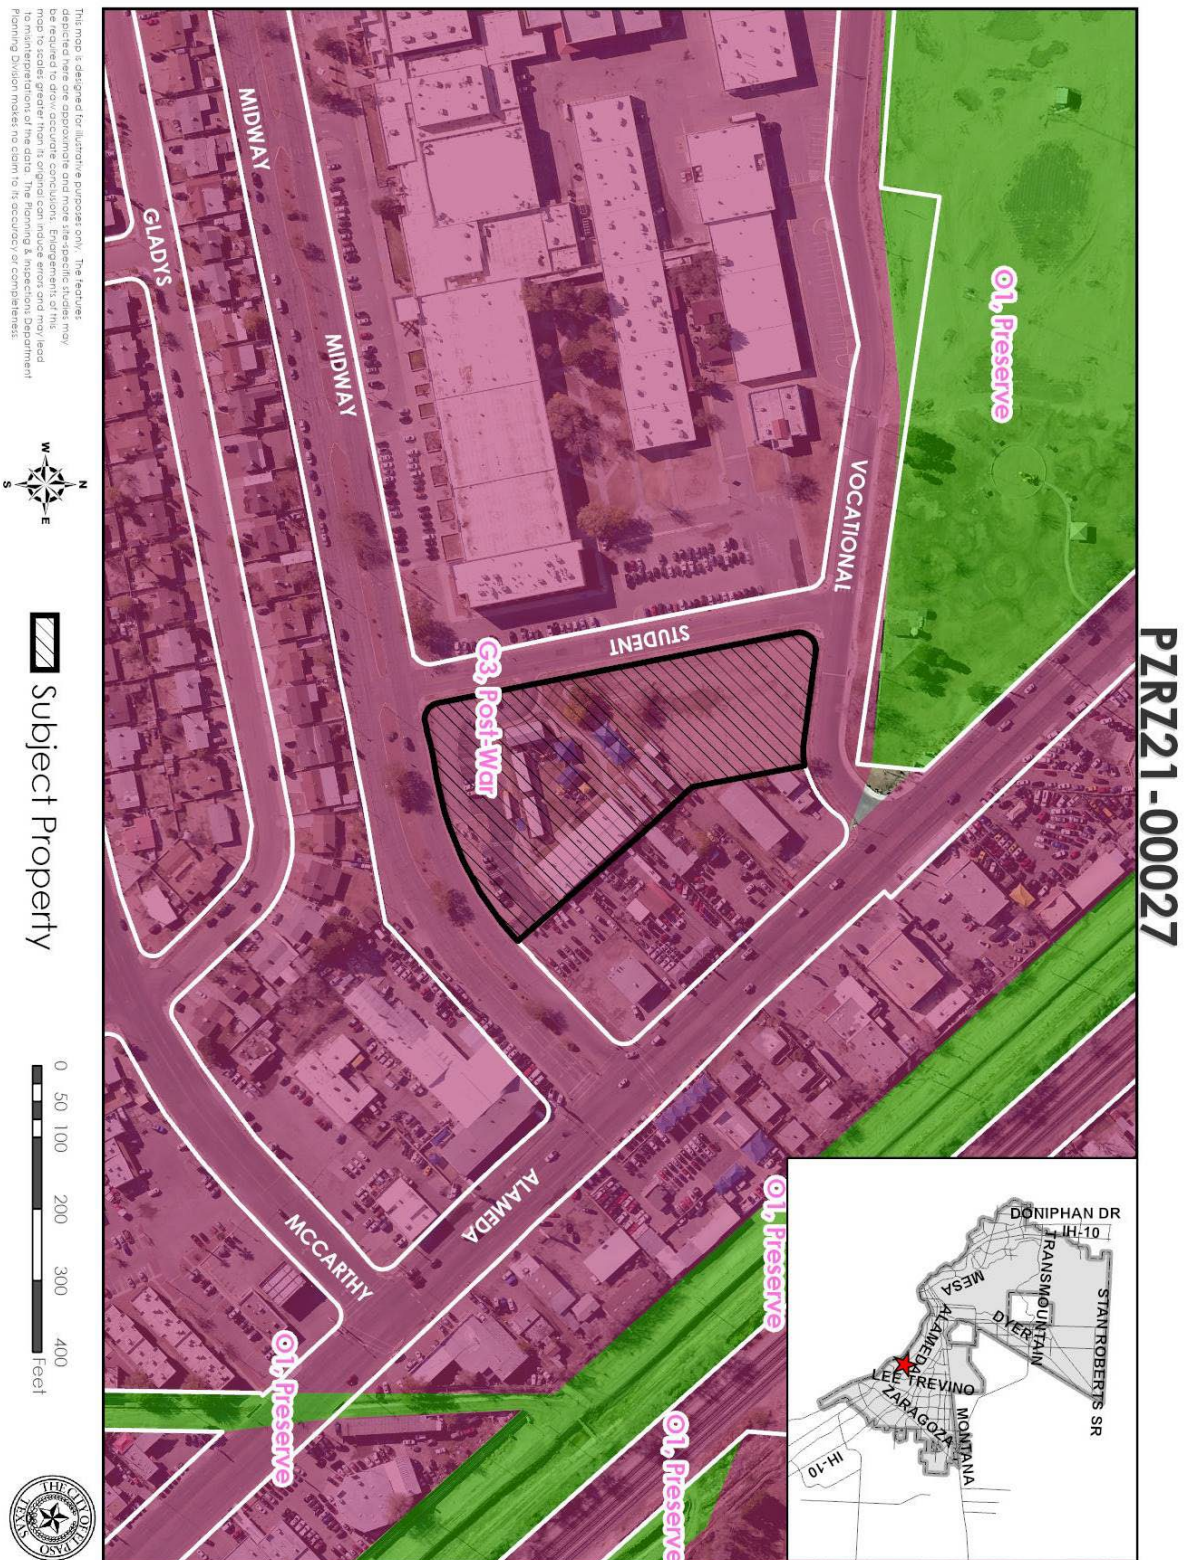 PZRZ21-00027
O1, Preserve
VOCATIONAL
STUDENT
G3, Post-War
MIDWAY
MIDWAY
GLADYS
ALAMEDA
MCCARTHY
O1, Preserve
O1, Preserve
O1, Preserve
DONIPHAN DR
IH-10
TRANSMOUNTAIN
STAN ROBERTS SR
MESA
DYER
ALAMEDA
LEE TREVINO
ZARAGOZA
MONTANA
IH-10
This map is designed for illustrative purposes only. The features
depicted here are approximate and more site-specific studies may
be required to draw accurate conclusions. Enlargements of this
map to scales greater than its original can induce errors and may lead
to misinterpretations of the data. The Planning & Inspections Department
Planning Division makes no claim to its accuracy or completeness.
N
W
E
S
Subject Property
0 50 100 200 300 400
Feet
THE CITY OF EL PASO
TEXAS